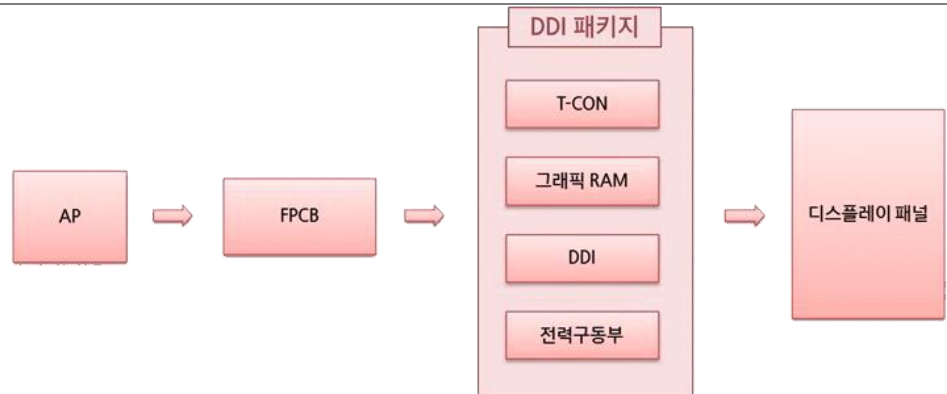 DDI 패키지
T-CON
그래픽 RAM
AP
FPCB
DDI
디스플레이 패널
전력구동부